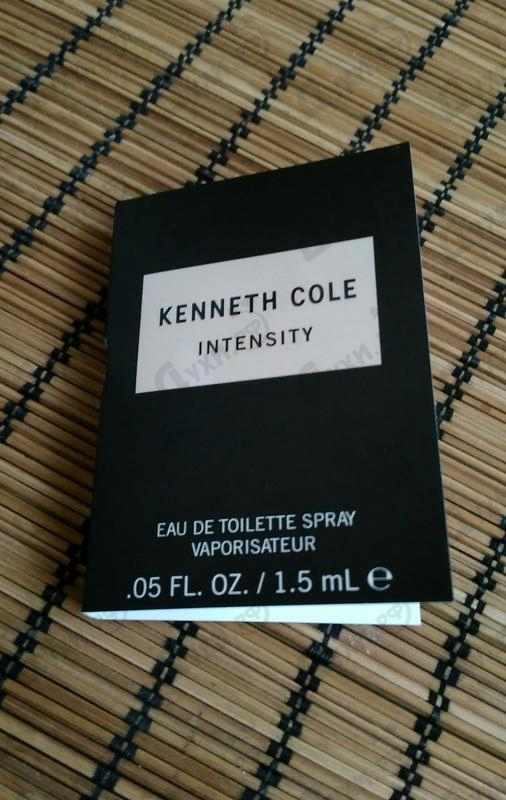 KENNETH COLE
INTENSITY
EAU DE TOILETTE SPRAY
VAPORISATEUR
.05 FL. OZ. / 1.5 mL ℮